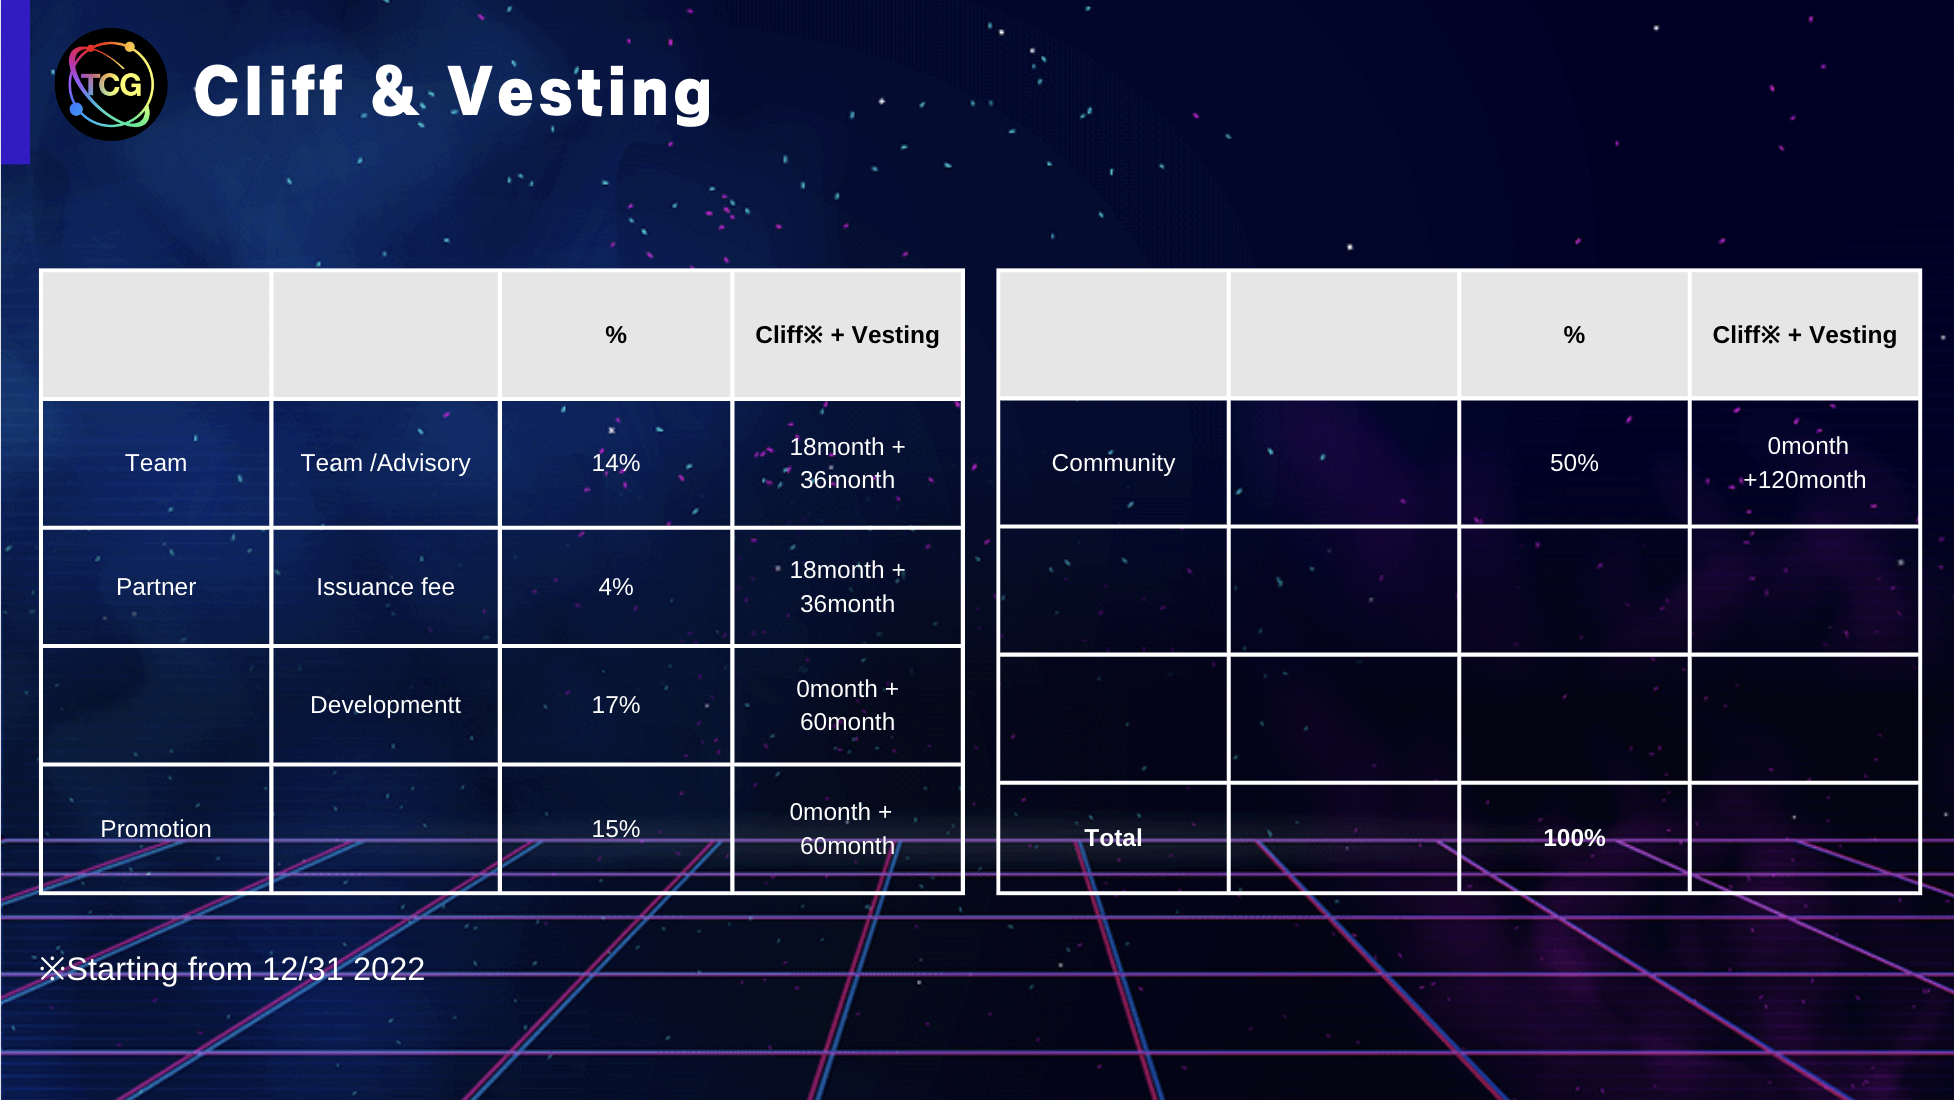 TCG
Cliff & Vesting
%
Cliff※ + Vesting
Team
Team /Advisory
14%
18month +
36month
Partner
Issuance fee
4%
18month +
36month
Developmentt
17%
0month +
60month
Promotion
15%
0month +
60month
%
Cliff※ + Vesting
Community
50%
0month
+120month
Total
100%
※Starting from 12/31 2022